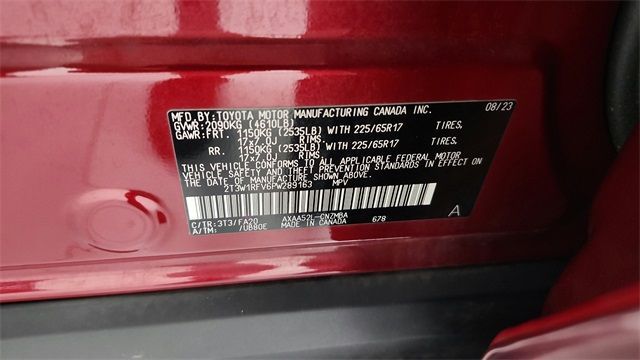 MFD BY: TOYOTA MOTOR MANUFACTURING CANADA INC. 08/23
GVWR: 2090KG (4610LB)
GAWR: FRT. 1150KG (2535LB) WITH 225/65R17 TIRES,
17X7.0J RIMS.
RR. 1150KG (2535LB) WITH 225/65R17 TIRES,
17X7.0J RIMS.
THIS VEHICLE CONFORMS TO ALL APPLICABLE FEDERAL MOTOR
VEHICLE SAFETY AND THEFT PREVENTION STANDARDS IN
EFFECT ON THE DATE OF MANUFACTURE SHOWN ABOVE.
2T3W1RFV6PW289163 MPV
C/TR: 3T3/FA20 AXAA52L-CNZMBA 678 A
A/TM: /UB80E MADE IN CANADA